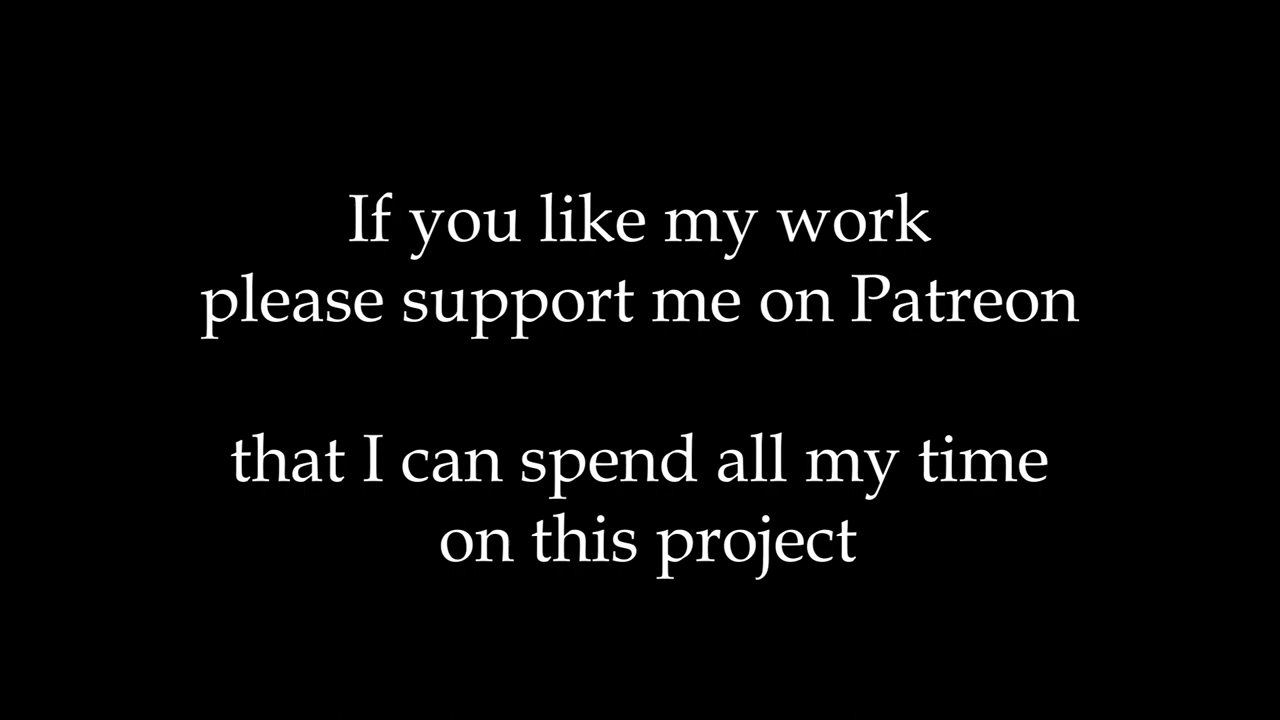 If you like my work
please support me on Patreon
that I can spend all my time
on this project